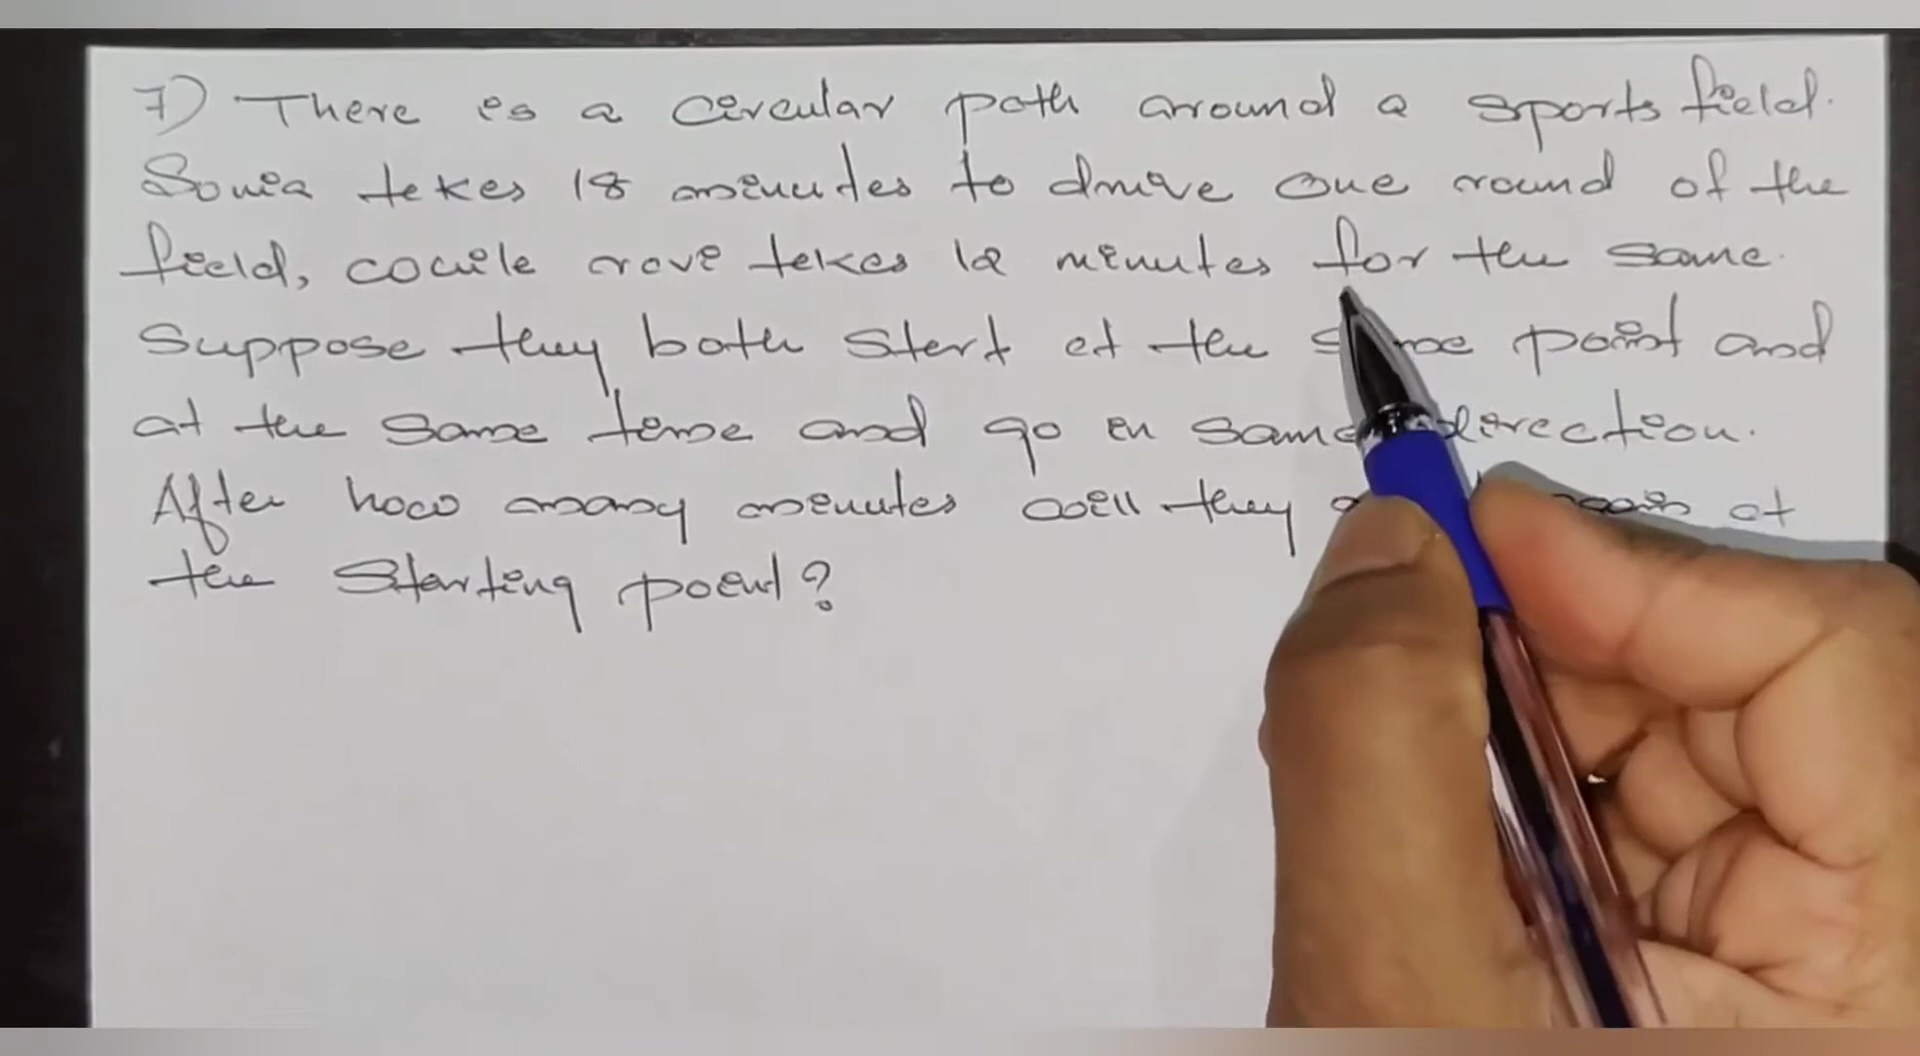 7) There is a circular path around a sports field.
Sonia takes 18 minutes to drive one round of the
field, while ravi takes 12 minutes for the same.
Suppose they both start at the same point and
at the same time and go in same direction.
After how many minutes will they at
the starting point?